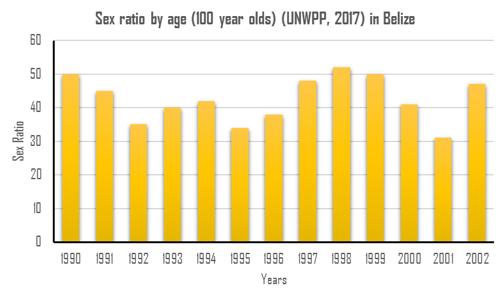 Sex ratio by age (100 year olds) (UNWPP, 2017) in Belize
60
50
40
30
20
10
0
Sex Ratio
1990 1991 1992 1993 1994 1995 1996 1997 1998 1999 2000 2001 2002
Years